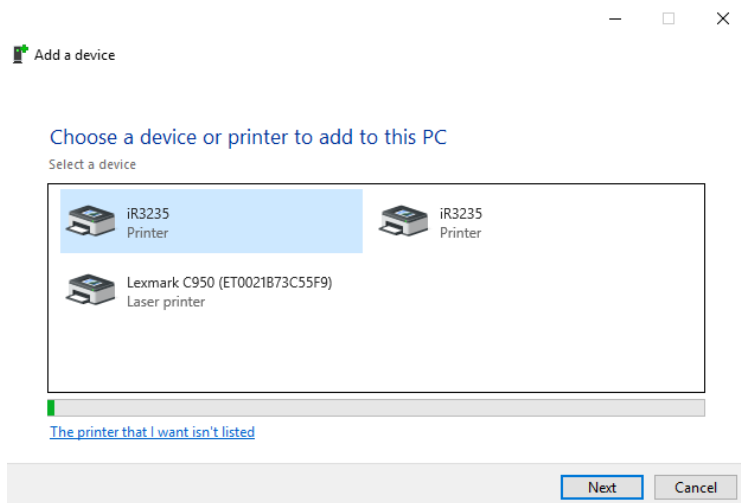 Add a device
Choose a device or printer to add to this PC
Select a device
iR3235
Printer
iR3235
Printer
Lexmark C950 (ET0021B73C55F9)
Laser printer
The printer that I want isn't listed
Next
Cancel